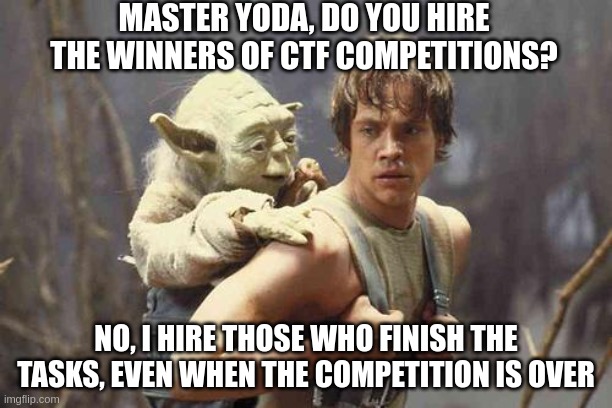 MASTER YODA, DO YOU HIRE
THE WINNERS OF CTF COMPETITIONS?
NO, I HIRE THOSE WHO FINISH THE
TASKS, EVEN WHEN THE COMPETITION IS OVER
imgflip.com